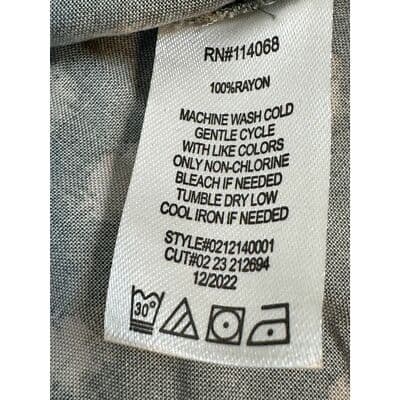 RN#114068
100%RAYON
MACHINE WASH COLD
GENTLE CYCLE
WITH LIKE COLORS
ONLY NON-CHLORINE
BLEACH IF NEEDED
TUMBLE DRY LOW
COOL IRON IF NEEDED
STYLE#0212140001
CUT#02 23 212694
12/2022
30°